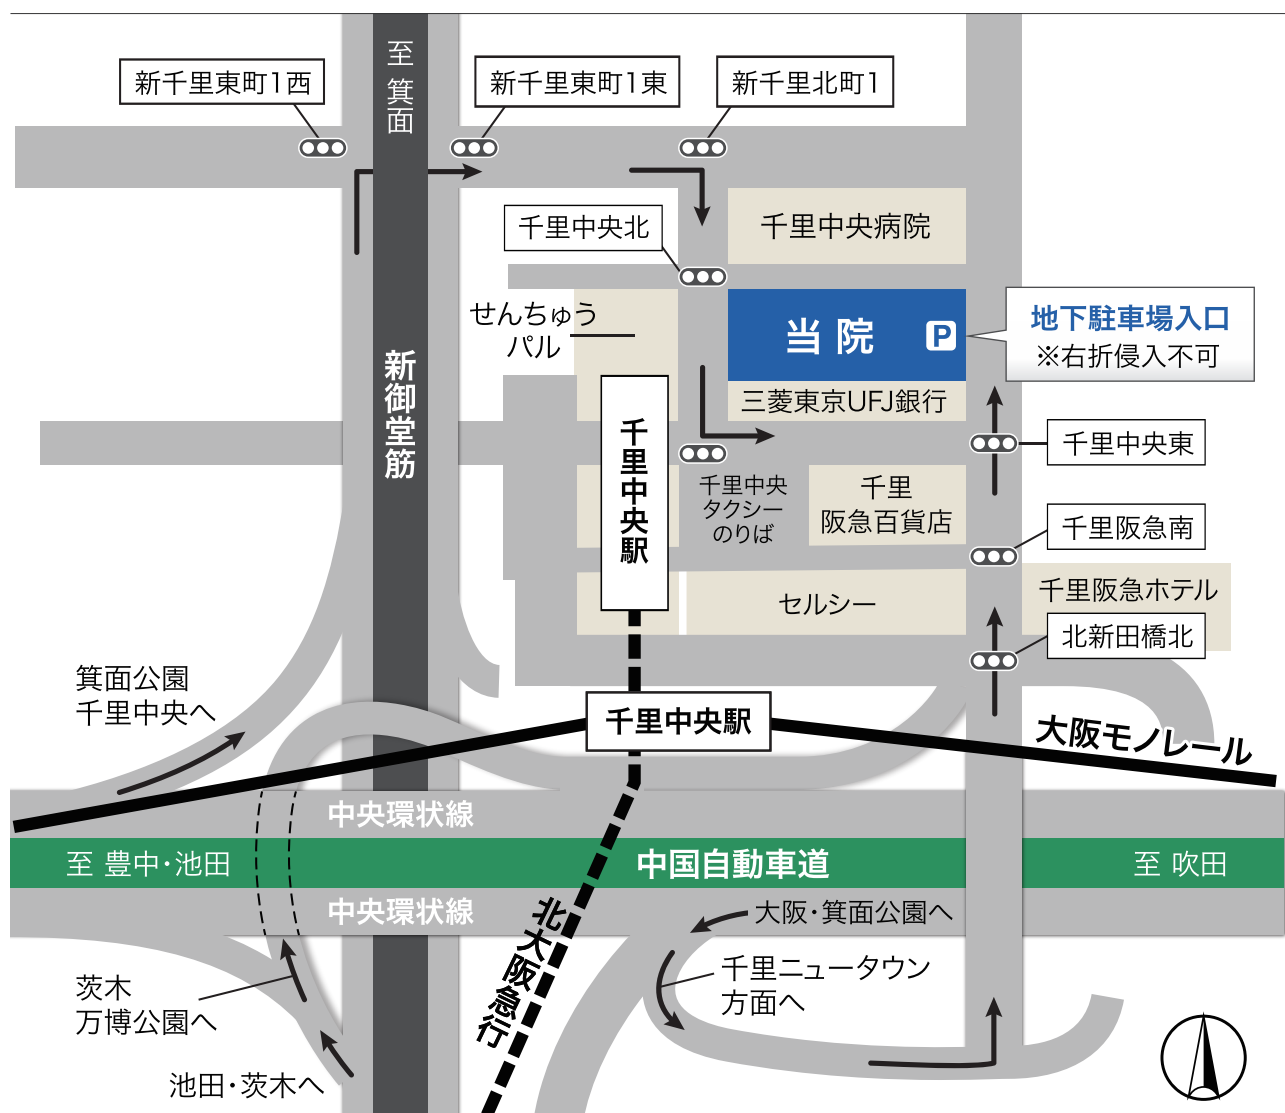 至 箕面
新千里東町1西
新千里東町1東
新千里北町1
千里中央北
千里中央病院
せんちゅう
パル
当院
P
地下駐車場入口
※右折侵入不可
三菱東京UFJ銀行
新御堂筋
千里中央駅
千里中央東
千里中央
タクシー
のりば
千里
阪急百貨店
千里阪急南
セルシー
千里阪急ホテル
北新田橋北
箕面公園
千里中央へ
千里中央駅
大阪モノレール
中央環状線
至 豊中・池田
中国自動車道
至 吹田
中央環状線
北大阪急行
大阪・箕面公園へ
千里ニュータウン
方面へ
茨木
万博公園へ
池田・茨木へ